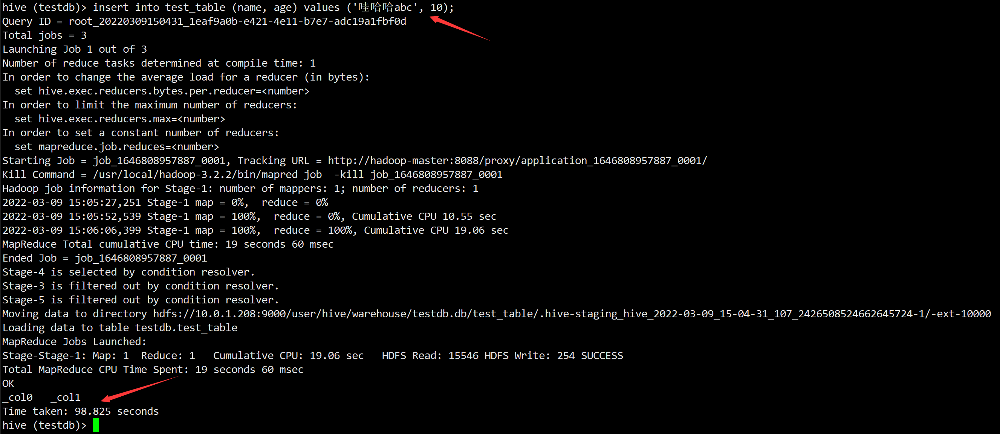 hive (testdb)> insert into test_table (name, age) values ('哇哈哈abc', 10);
Query ID = root_20220309150431_1eaf9a0b-e421-4e11-b7e7-adc19a1fbf0d
Total jobs = 3
Launching Job 1 out of 3
Number of reduce tasks determined at compile time: 1
In order to change the average load for a reducer (in bytes):
  set hive.exec.reducers.bytes.per.reducer=<number>
In order to limit the maximum number of reducers:
  set hive.exec.reducers.max=<number>
In order to set a constant number of reducers:
  set mapreduce.job.reduces=<number>
Starting Job = job_1646808957887_0001, Tracking URL = http://hadoop-master:8088/proxy/application_1646808957887_0001/
Kill Command = /usr/local/hadoop-3.2.2/bin/mapred job  -kill job_1646808957887_0001
Hadoop job information for Stage-1: number of mappers: 1; number of reducers: 1
2022-03-09 15:05:27,251 Stage-1 map = 0%,  reduce = 0%
2022-03-09 15:05:52,539 Stage-1 map = 100%,  reduce = 0%, Cumulative CPU 10.55 sec
2022-03-09 15:06:06,399 Stage-1 map = 100%,  reduce = 100%, Cumulative CPU 19.06 sec
MapReduce Total cumulative CPU time: 19 seconds 60 msec
Ended Job = job_1646808957887_0001
Stage-4 is selected by condition resolver.
Stage-3 is filtered out by condition resolver.
Stage-5 is filtered out by condition resolver.
Moving data to directory hdfs://10.0.1.208:9000/user/hive/warehouse/testdb.db/test_table/.hive-staging_hive_2022-03-09_15-04-31_107_2426508524662645724-1/-ext-10000
Loading data to table testdb.test_table
MapReduce Jobs Launched:
Stage-Stage-1: Map: 1  Reduce: 1   Cumulative CPU: 19.06 sec   HDFS Read: 15546 HDFS Write: 254 SUCCESS
Total MapReduce CPU Time Spent: 19 seconds 60 msec
OK
_col0   _col1
Time taken: 98.825 seconds
hive (testdb)>